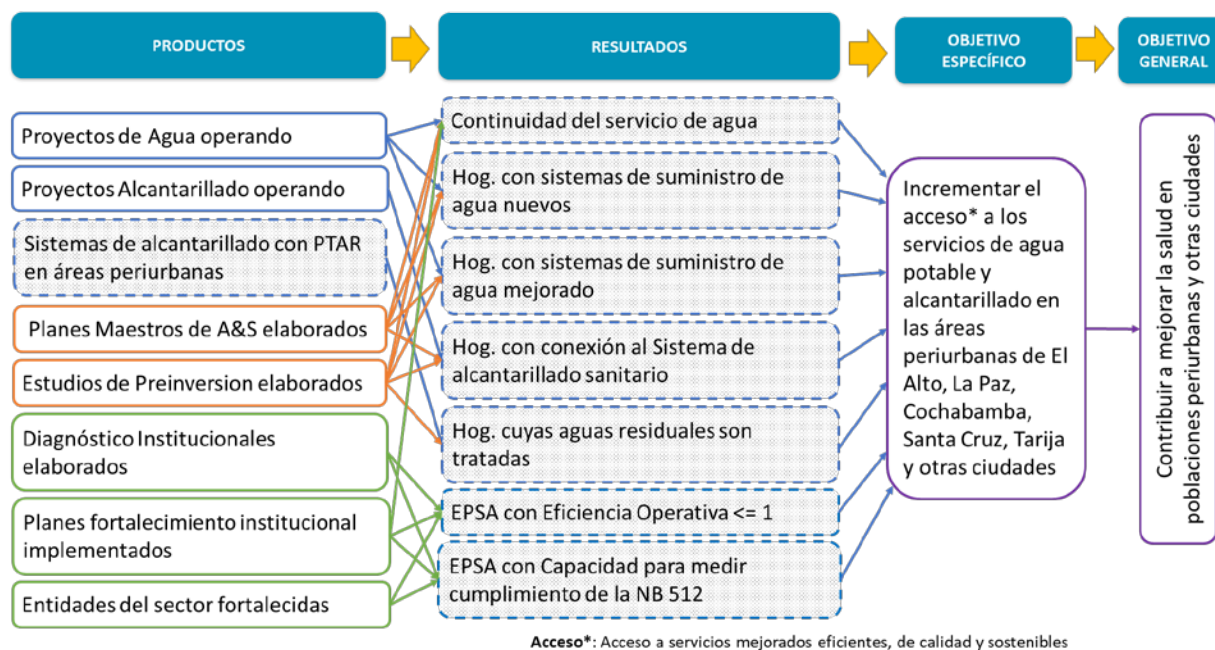 PRODUCTOS
RESULTADOS
OBJETIVO
ESPECÍFICO
OBJETIVO
GENERAL
Proyectos de Agua operando
Proyectos Alcantarillado operando
Sistemas de alcantarillado con PTAR
en áreas periurbanas
Planes Maestros de A&S elaborados
Estudios de Preinversion elaborados
Diagnóstico Institucionales
elaborados
Planes fortalecimiento institucional
implementados
Entidades del sector fortalecidas
Continuidad del servicio de agua
Hog. con sistemas de suministro de
agua nuevos
Hog. con sistemas de suministro de
agua mejorado
Hog. con conexión al Sistema de
alcantarillado sanitario
Hog. cuyas aguas residuales son
tratadas
EPSA con Eficiencia Operativa <= 1
EPSA con Capacidad para medir
cumplimiento de la NB 512
Incrementar el
acceso* a los
servicios de agua
potable y
alcantarillado en
las áreas
periurbanas de El
Alto, La Paz,
Cochabamba,
Santa Cruz, Tarija
y otras ciudades
Contribuir a mejorar la salud en
poblaciones periurbanas y otras ciudades
Acceso*: Acceso a servicios mejorados eficientes, de calidad y sostenibles